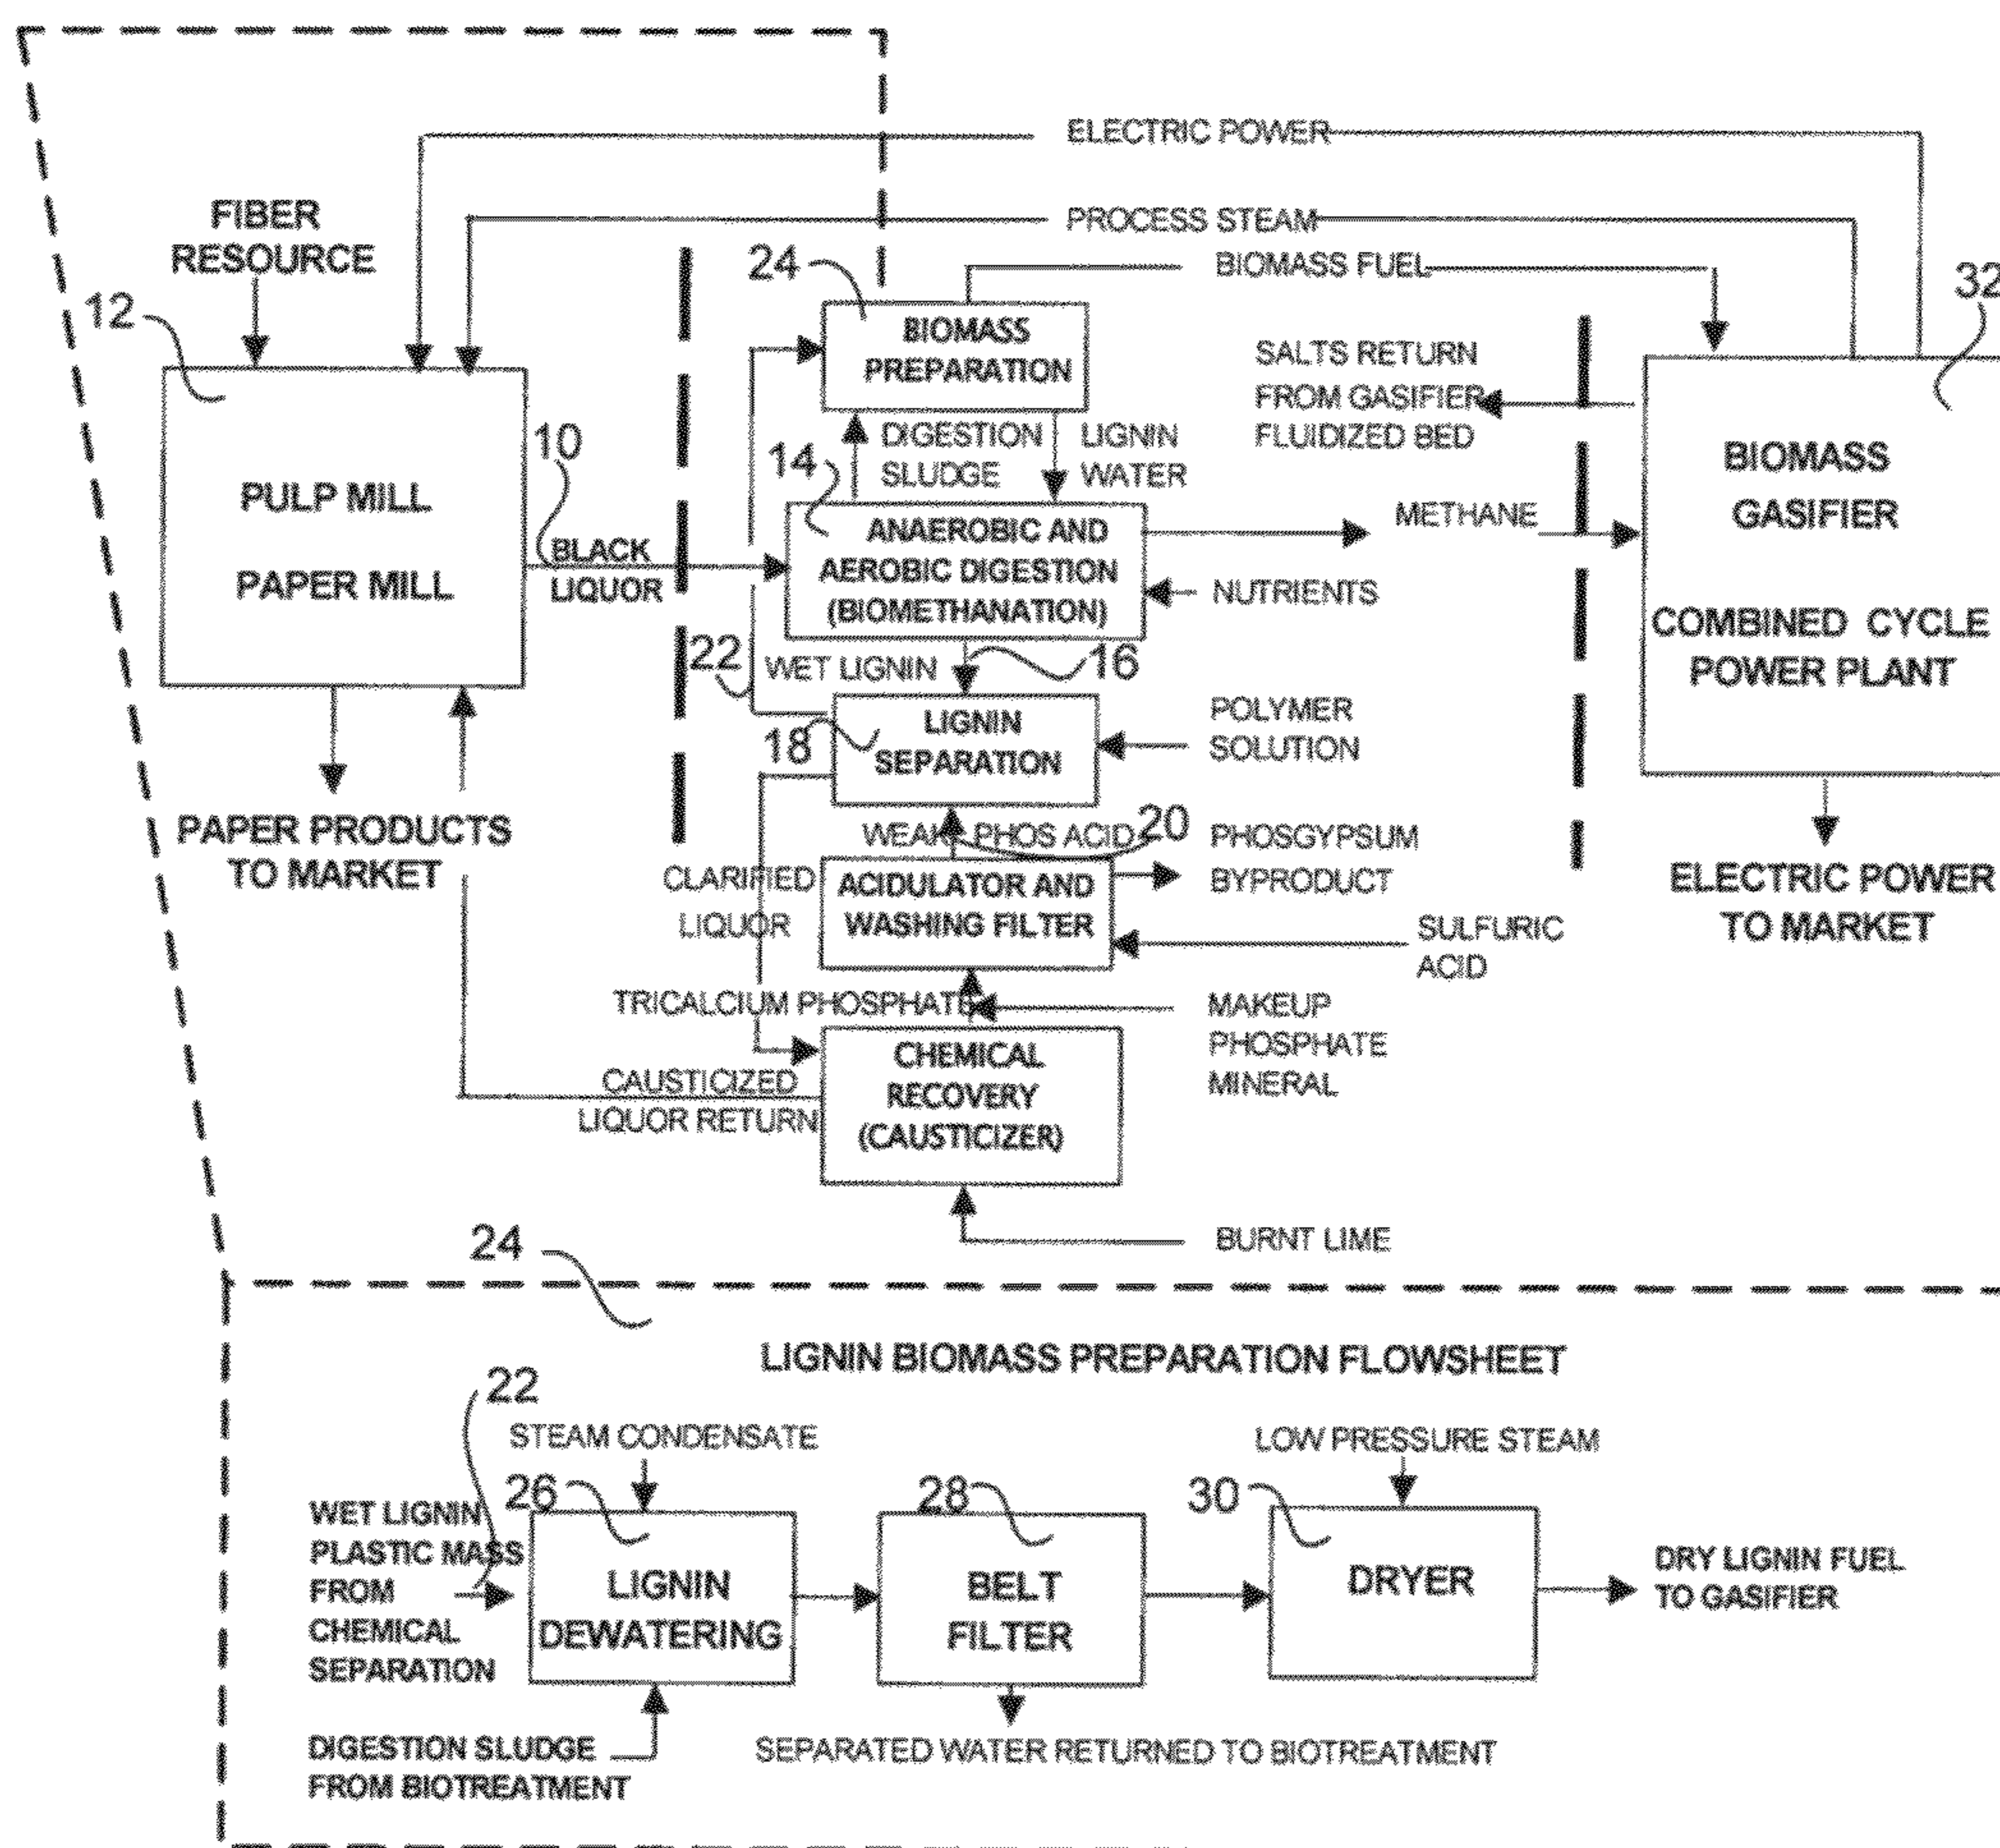 ELECTRIC POWER
PROCESS STEAM
BIOMASS FUEL
FIBER
RESOURCE
12
24
32
BIOMASS
PREPARATION
SALTS RETURN
FROM GASIFIER
FLUIDIZED BED
DIGESTION
SLUDGE
LIGNIN
WATER
PULP MILL
PAPER MILL
10
BLACK
LIQUOR
14
ANAEROBIC AND
AEROBIC DIGESTION
(BIOMETHANATION)
METHANE
NUTRIENTS
BIOMASS
GASIFIER
COMBINED CYCLE
POWER PLANT
22
WET LIGNIN
16
18
LIGNIN
SEPARATION
POLYMER
SOLUTION
PAPER PRODUCTS
TO MARKET
WEAK PHOS ACID
20
PHOSGYPSUM
BYPRODUCT
CLARIFIED
LIQUOR
ACIDULATOR AND
WASHING FILTER
ELECTRIC POWER
TO MARKET
SULFURIC
ACID
TRICALCIUM PHOSPHATE
MAKEUP
PHOSPHATE
MINERAL
CHEMICAL
RECOVERY
(CAUSTICIZER)
CAUSTICIZED
LIQUOR RETURN
BURNT LIME
24
LIGNIN BIOMASS PREPARATION FLOWSHEET
22
STEAM CONDENSATE
LOW PRESSURE STEAM
26
28
30
WET LIGNIN
PLASTIC MASS
FROM
CHEMICAL
SEPARATION
LIGNIN
DEWATERING
BELT
FILTER
DRYER
DRY LIGNIN FUEL
TO GASIFIER
DIGESTION SLUDGE
FROM BIOTREATMENT
SEPARATED WATER RETURNED TO BIOTREATMENT